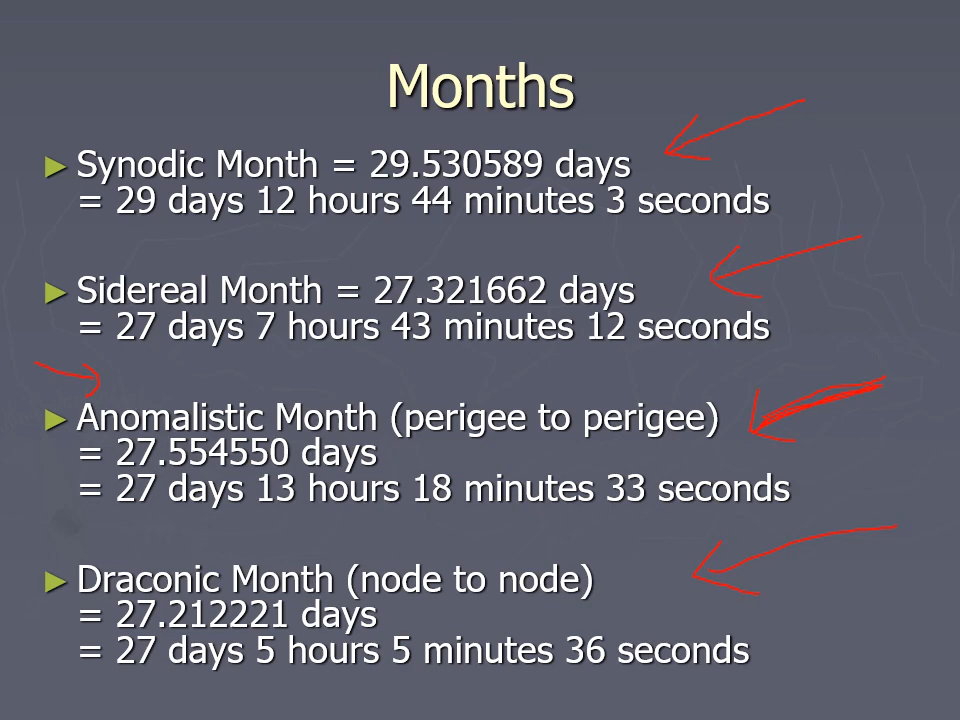 Months
► Synodic Month = 29.530589 days
= 29 days 12 hours 44 minutes 3 seconds
► Sidereal Month = 27.321662 days
= 27 days 7 hours 43 minutes 12 seconds
► Anomalistic Month (perigee to perigee)
= 27.554550 days
= 27 days 13 hours 18 minutes 33 seconds
► Draconic Month (node to node)
= 27.212221 days
= 27 days 5 hours 5 minutes 36 seconds